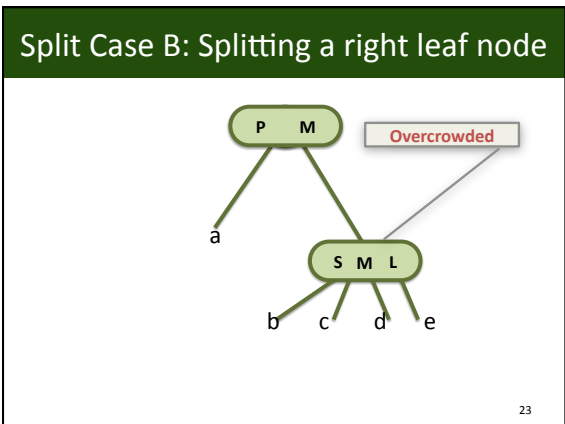 Split Case B: Splitting a right leaf node
P M
Overcrowded
a
S M L
b c d e
23